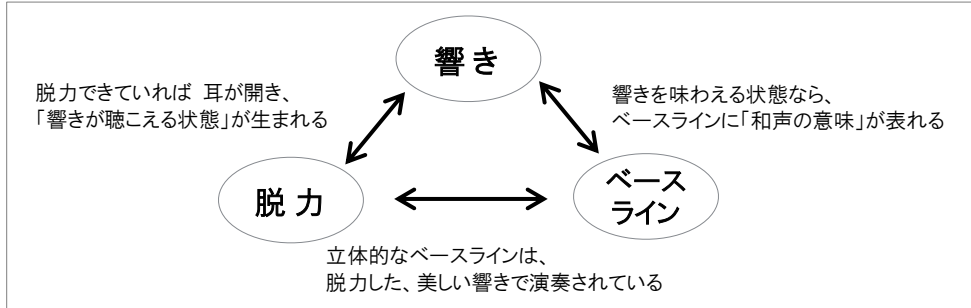 響 き
脱力できていれば 耳が開き、
「響きが聴こえる状態」が生まれる
響きを味わえる状態なら、
ベースラインに「和声の意味」が表れる
脱 力
ベース
ライン
立体的なベースラインは、
脱力した、美しい響きで演奏されている